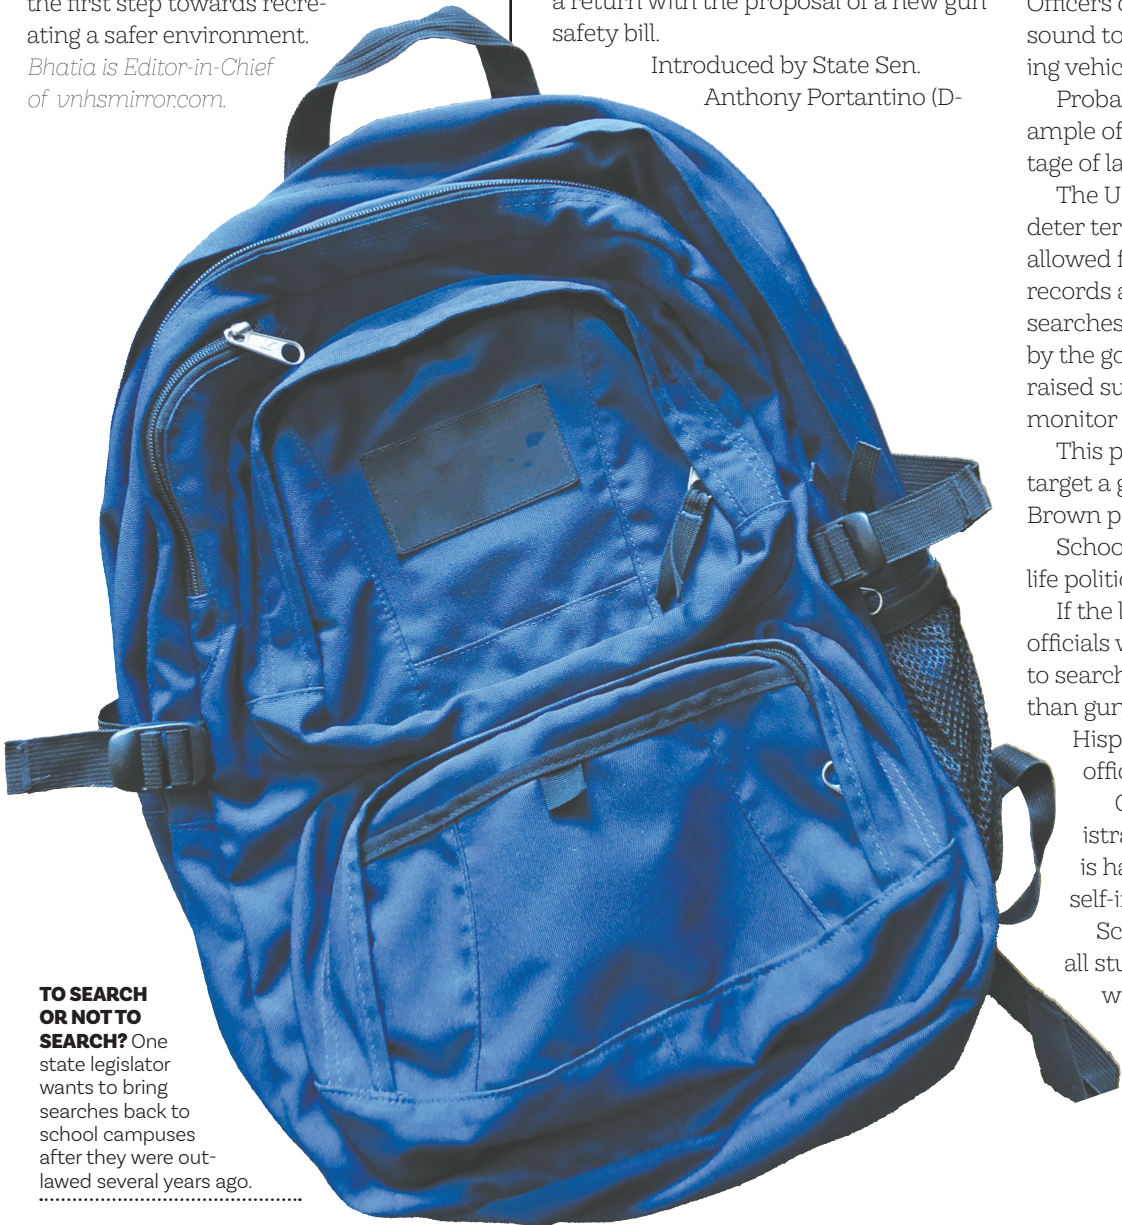 the first step towards recre-
ating a safer environment.
Bhatia is Editor-in-Chief
of vnhsmirror.com.
a return with the proposal of a new gun
safety bill.
Introduced by State Sen.
Anthony Portantino (D-
Officers
sound to
ing vehic
Proba
ample of
tage of la
The U
deter ter
allowed f
records a
searches
by the go
raised su
monitor
This p
target a g
Brown p
Schoo
life politic
If the l
officials v
to search
than gun
Hisp
offic
istra
is ha
self-i
Sc
all stu
w
TO SEARCH
OR NOT TO
SEARCH? One
state legislator
wants to bring
searches back to
school campuses
after they were out-
lawed several years ago.